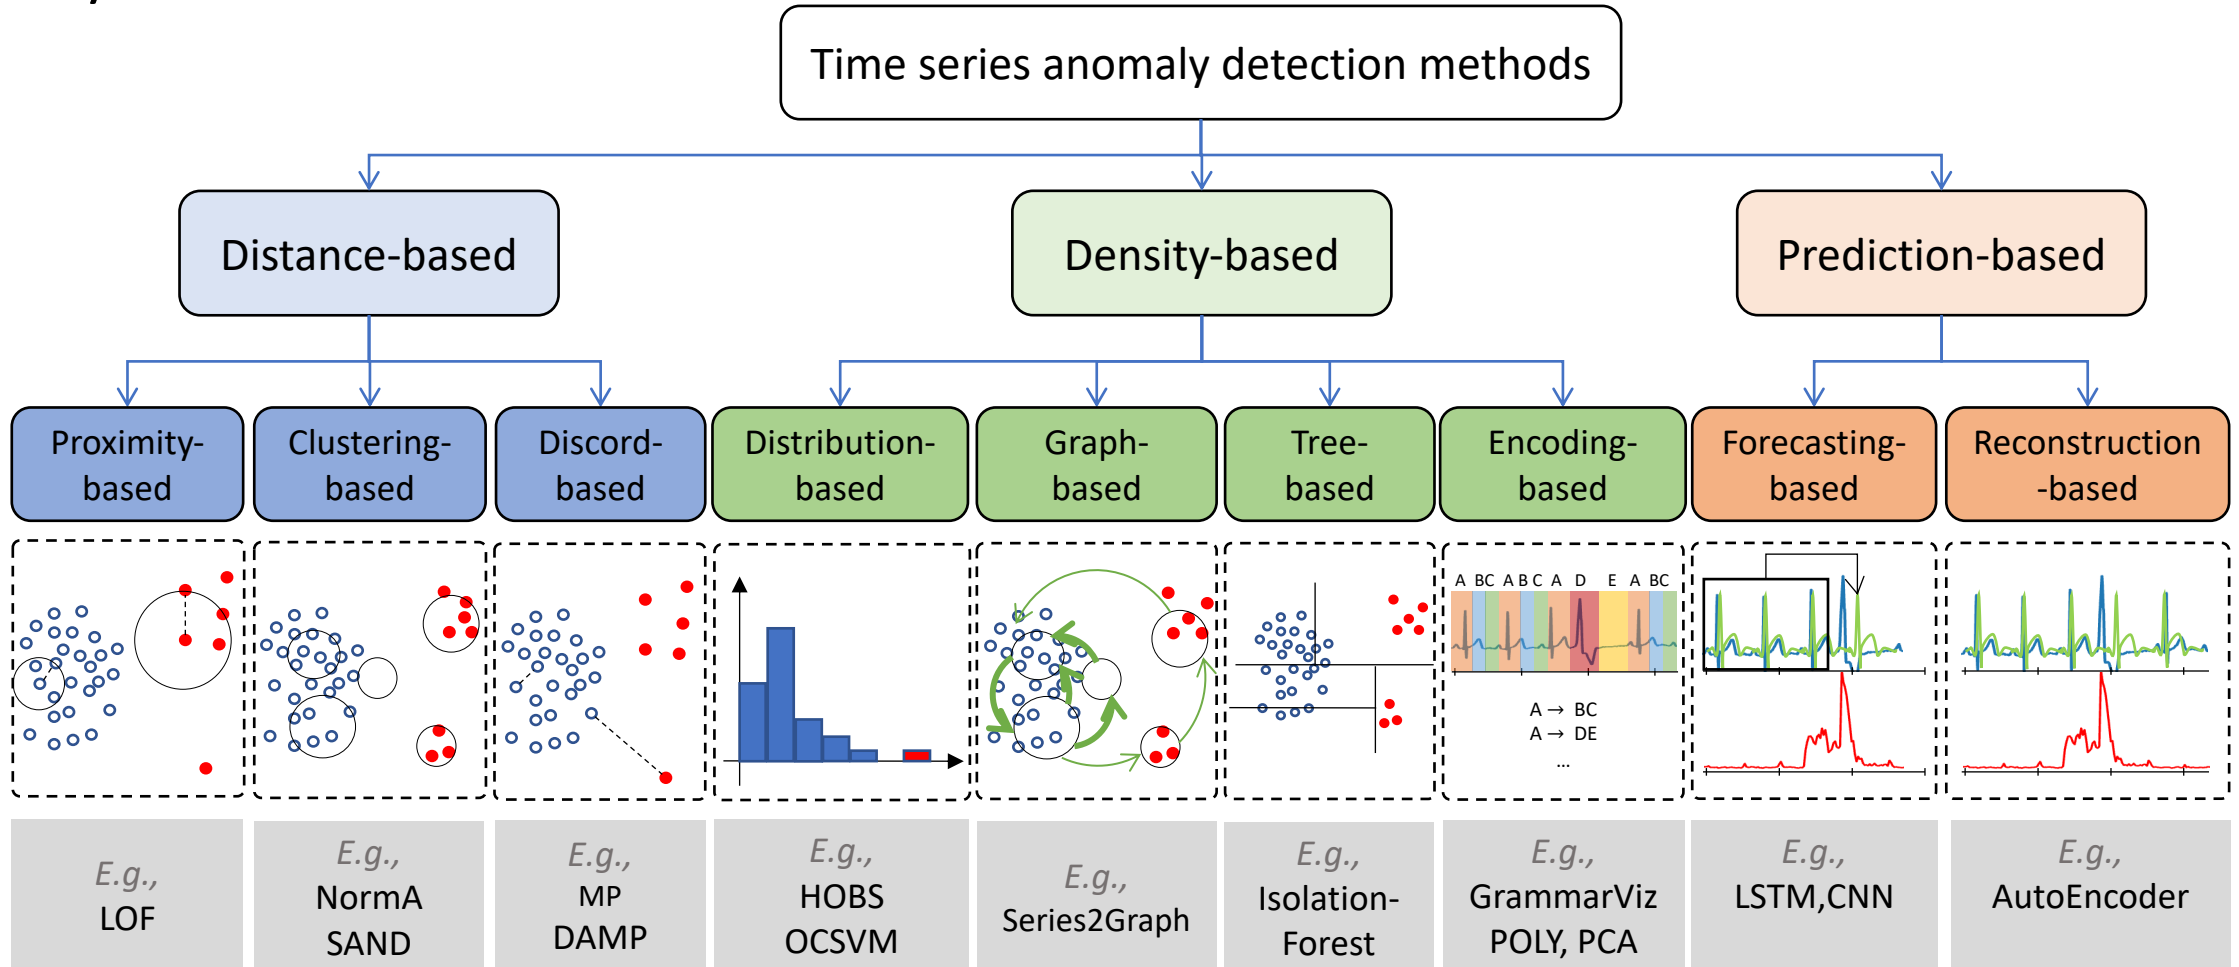 Time series anomaly detection methods
Distance-based
Density-based
Prediction-based
Proximity-
based
Clustering-
based
Discord-
based
Distribution-
based
Graph-
based
Tree-
based
Encoding-
based
Forecasting-
based
Reconstruction
-based
A BC A B C A D E A BC
A → BC
A → DE
...
E.g.,
LOF
E.g.,
NormA
SAND
E.g.,
MP
DAMP
E.g.,
HOBS
OCSVM
E.g.,
Series2Graph
E.g.,
Isolation-
Forest
E.g.,
GrammarViz
POLY, PCA
E.g.,
LSTM,CNN
E.g.,
AutoEncoder